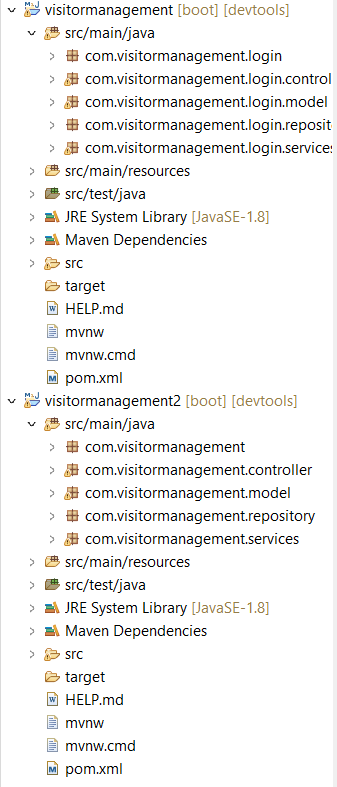 visitormanagement [boot] [devtools]
src/main/java
com.visitormanagement.login
com.visitormanagement.login.control
com.visitormanagement.login.model
com.visitormanagement.login.reposit
com.visitormanagement.login.services
src/main/resources
src/test/java
JRE System Library [JavaSE-1.8]
Maven Dependencies
src
target
HELP.md
mvnw
mvnw.cmd
pom.xml
visitormanagement2 [boot] [devtools]
src/main/java
com.visitormanagement
com.visitormanagement.controller
com.visitormanagement.model
com.visitormanagement.repository
com.visitormanagement.services
src/main/resources
src/test/java
JRE System Library [JavaSE-1.8]
Maven Dependencies
src
target
HELP.md
mvnw
mvnw.cmd
pom.xml